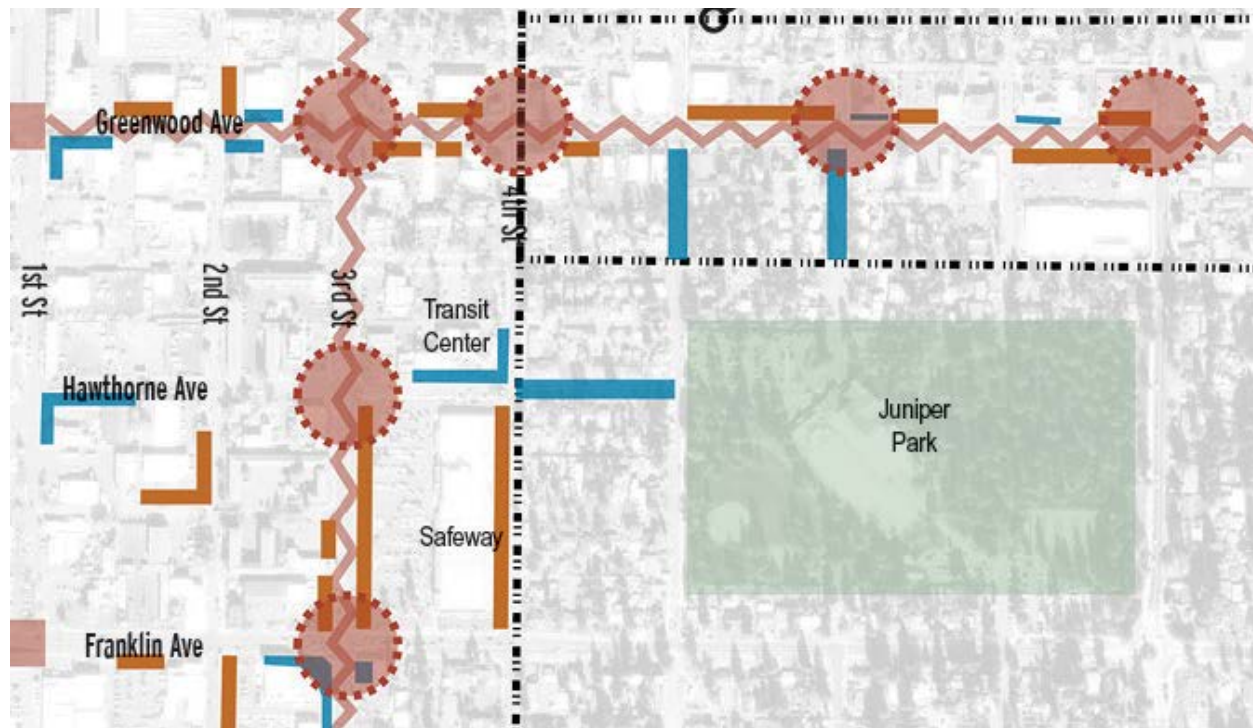 Greenwood Ave
4th St
1st St
2nd St
3rd St
Transit
Center
Hawthorne Ave
Juniper
Park
Safeway
Franklin Ave